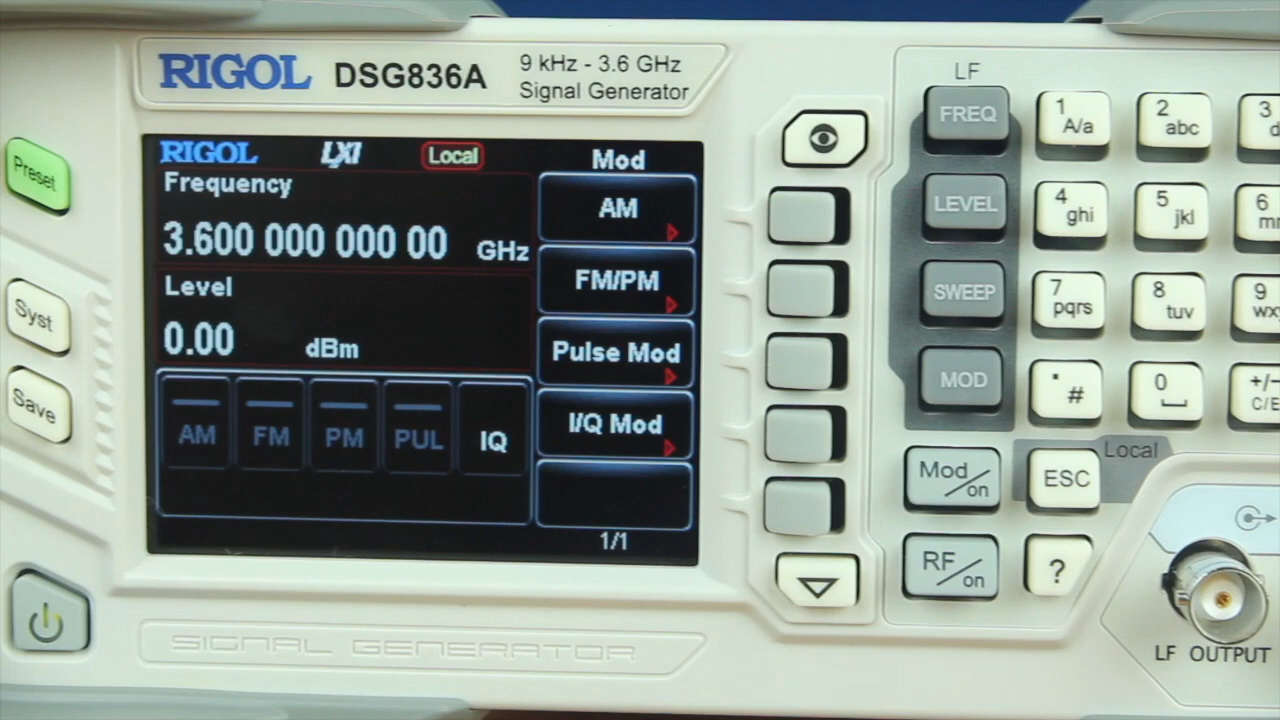 RIGOL DSG836A 9 kHz - 3.6 GHz
Signal Generator
Preset
Syst
Save
RIGOL LXI Local
Frequency
3.600 000 000 00 GHz
Level
0.00 dBm
AM FM PM PUL IQ
Mod
AM
FM/PM
Pulse Mod
I/Q Mod
1/1
SIGNAL GENERATOR
LF
FREQ
LEVEL
SWEEP
MOD
Mod/on
RF/on
1 A/a
2 abc
3
4 ghi
5 jkl
6
7 pqrs
8 tuv
9
. #
0
+/-
Local
ESC
?
LF OUTPUT